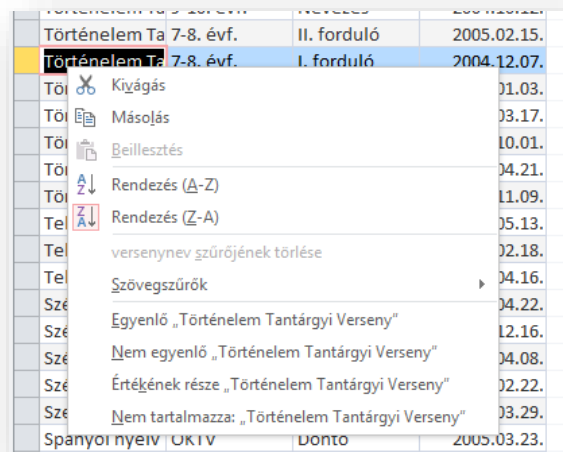 Történelem Ta 7-8. évf. II. forduló 2005.02.15.
Történelem Ta 7-8. évf. I. forduló 2004.12.07.
Kivágás
Másolás
Beillesztés
Rendezés (A-Z)
Rendezés (Z-A)
versenynev szűrőjének törlése
Szövegszűrők
Egyenlő „Történelem Tantárgyi Verseny"
Nem egyenlő „Történelem Tantárgyi Verseny"
Értékének része „Történelem Tantárgyi Verseny"
Nem tartalmazza: „Történelem Tantárgyi Verseny"
Spanyol nyelv OKTV Döntő 2005.03.23.